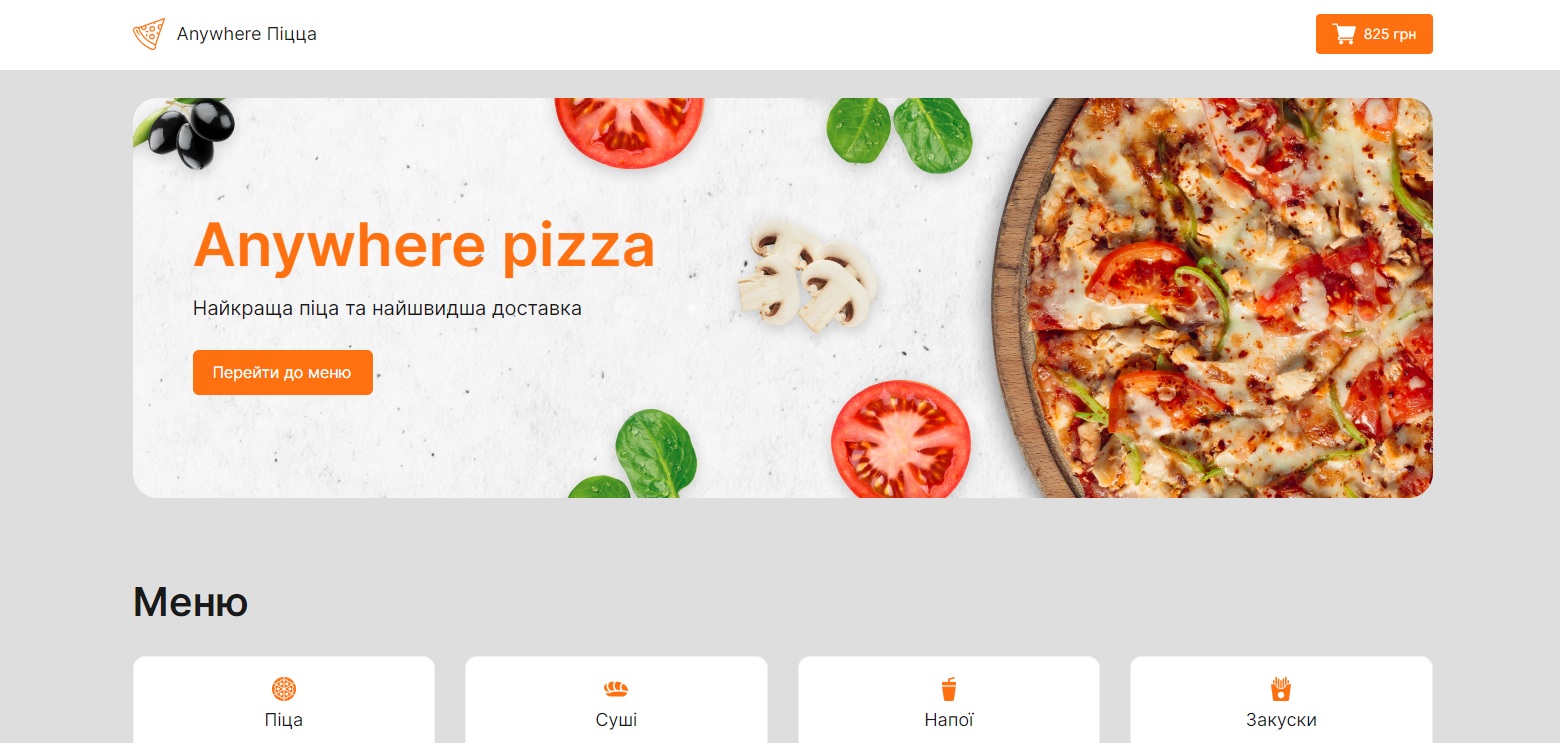 Anywhere Піцца
825 грн
Anywhere pizza
Найкраща піца та найшвидша доставка
Перейти до меню
Меню
Піца
Суші
Напої
Закуски